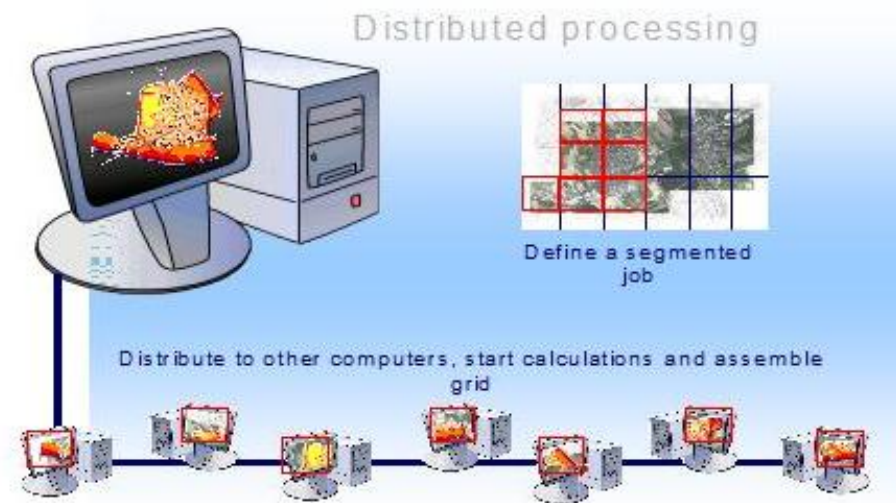 Distributed processing
Define a segmented
job
Distribute to other computers, start calculations and assemble
grid